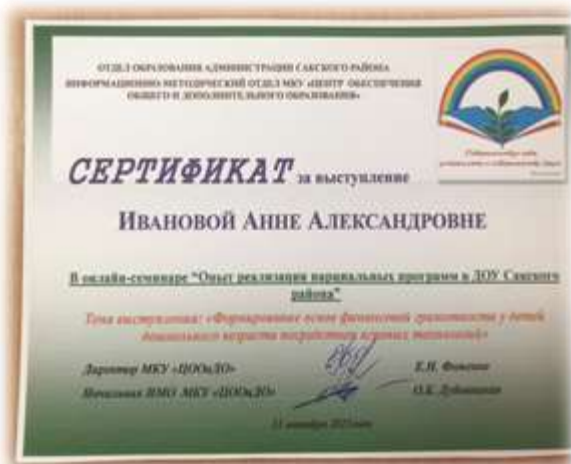 ОТДЕЛ ОБРАЗОВАНИЯ АДМИНИСТРАЦИИ САКСКОГО РАЙОНА
ИНФОРМАЦИОННО-МЕТОДИЧЕСКИЙ ОТДЕЛ МКУ «ЦЕНТР ОБЕСПЕЧЕНИЯ
ОБЩЕГО И ДОПОЛНИТЕЛЬНОГО ОБРАЗОВАНИЯ»
СЕРТИФИКАТ за выступление
ИВАНОВОЙ АННЕ АЛЕКСАНДРОВНЕ
В онлайн-семинаре "Опыт реализации парциальных программ в ДОУ Сакского
района"
Тема выступления: «Формирование основ финансовой грамотности у детей
дошкольного возраста посредством игровых технологий»
Директор МКУ «ЦООиДО» Е.Н.
Начальник ИМО МКУ «ЦООиДО» О.К.